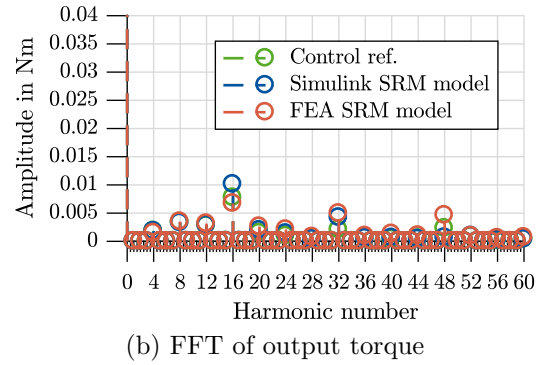 0.04
0.035
0.03
0.025
0.02
0.015
0.01
0.005
0
Amplitude in Nm
Control ref.
Simulink SRM model
FEA SRM model
0 4 8 12 16 20 24 28 32 36 40 44 48 52 56 60
Harmonic number
(b) FFT of output torque